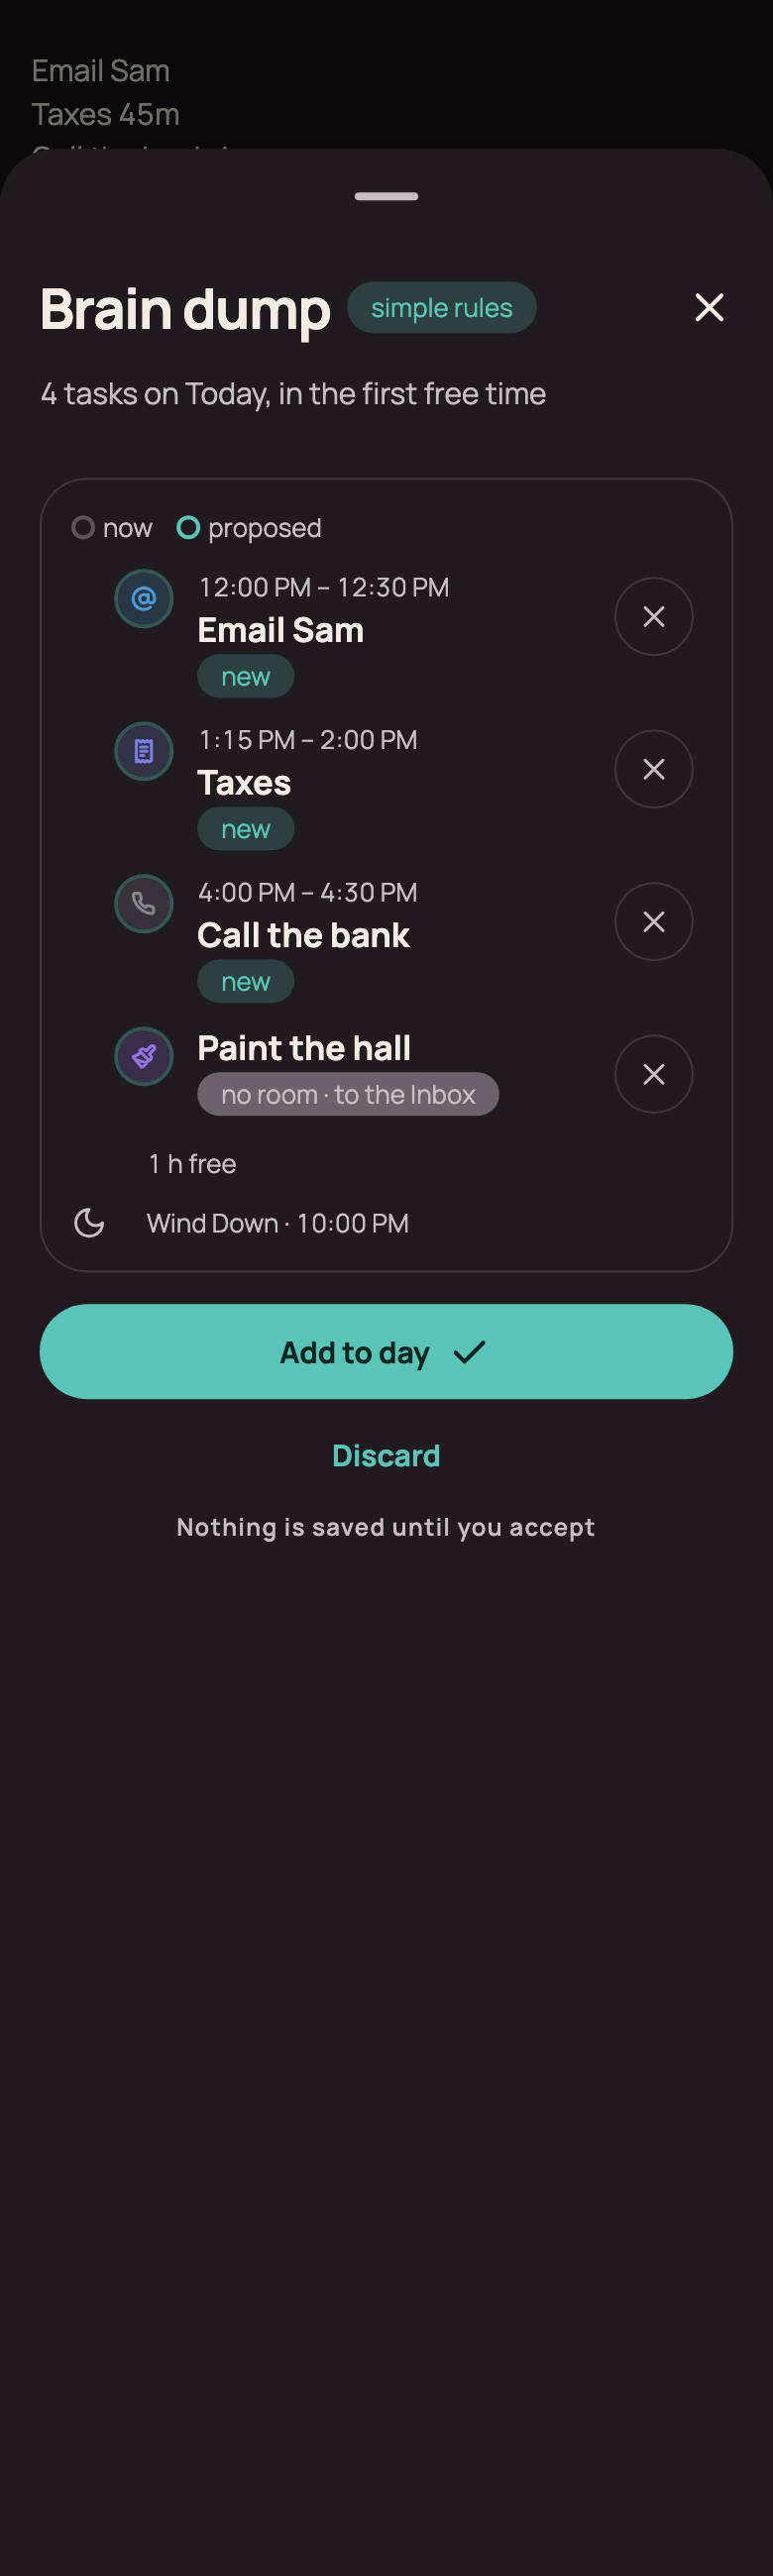 Email Sam
Taxes 45m
Brain dump
simple rules
4 tasks on Today, in the first free time
now
proposed
12:00 PM – 12:30 PM
Email Sam
new
1:15 PM – 2:00 PM
Taxes
new
4:00 PM – 4:30 PM
Call the bank
new
Paint the hall
no room · to the Inbox
1 h free
Wind Down · 10:00 PM
Add to day
Discard
Nothing is saved until you accept